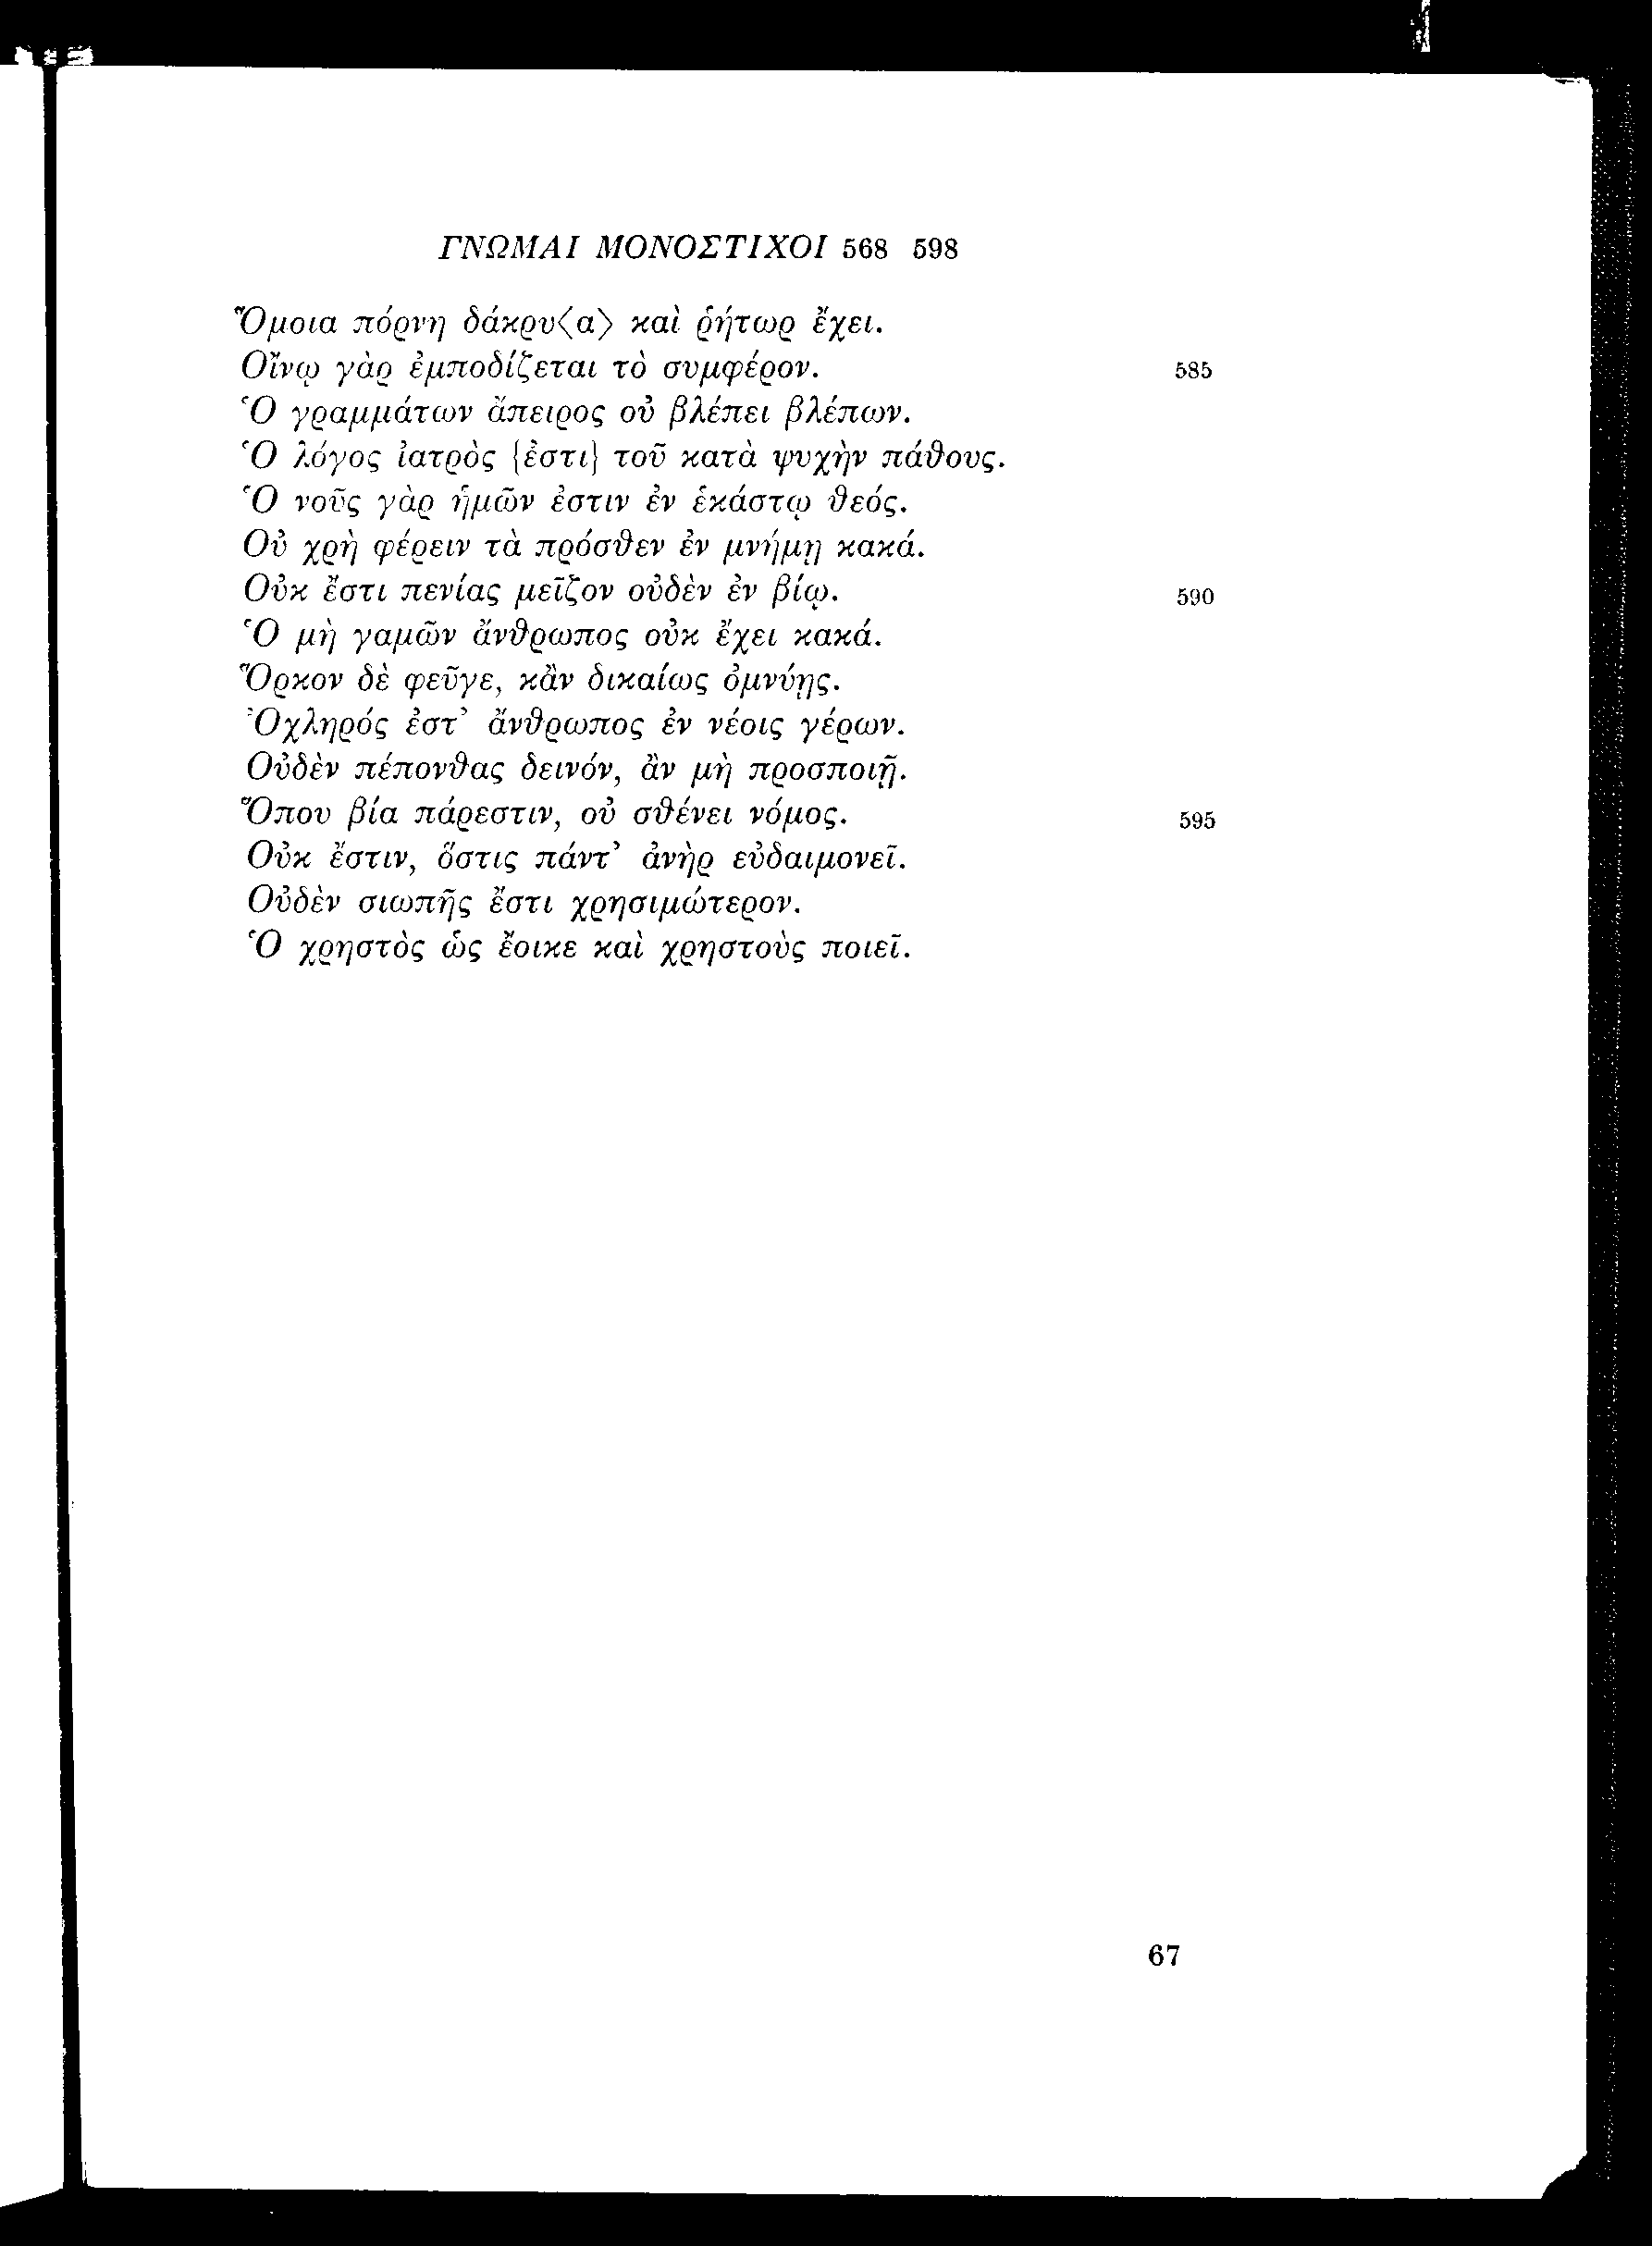 ΓΝΩΜΑΙ ΜΟΝΟΣΤΙΧΟΙ 568 598
Ὅμοια πόρνη δάκρυ⟨α⟩ καὶ ῥήτωρ ἔχει.
Οἴνῳ γὰρ ἐμποδίζεται τὸ συμφέρον. 585
Ὁ γραμμάτων ἄπειρος οὐ βλέπει βλέπων.
Ὁ λόγος ἰατρὸς {ἐστι} τοῦ κατὰ ψυχὴν πάθους.
Ὁ νοῦς γὰρ ἡμῶν ἐστιν ἐν ἑκάστῳ θεός.
Οὐ χρὴ φέρειν τὰ πρόσθεν ἐν μνήμῃ κακά.
Οὐκ ἔστι πενίας μεῖζον οὐδὲν ἐν βίῳ. 590
Ὁ μὴ γαμῶν ἄνθρωπος οὐκ ἔχει κακά.
Ὅρκον δὲ φεῦγε, κἂν δικαίως ὀμνύῃς.
Ὀχληρός ἐστ’ ἄνθρωπος ἐν νέοις γέρων.
Οὐδὲν πέπονθας δεινόν, ἂν μὴ προσποιῇ.
Ὅπου βία πάρεστιν, οὐ σθένει νόμος. 595
Οὐκ ἔστιν, ὅστις πάντ’ ἀνὴρ εὐδαιμονεῖ.
Οὐδὲν σιωπῆς ἔστι χρησιμώτερον.
Ὁ χρηστὸς ὡς ἔοικε καὶ χρηστοὺς ποιεῖ.
67